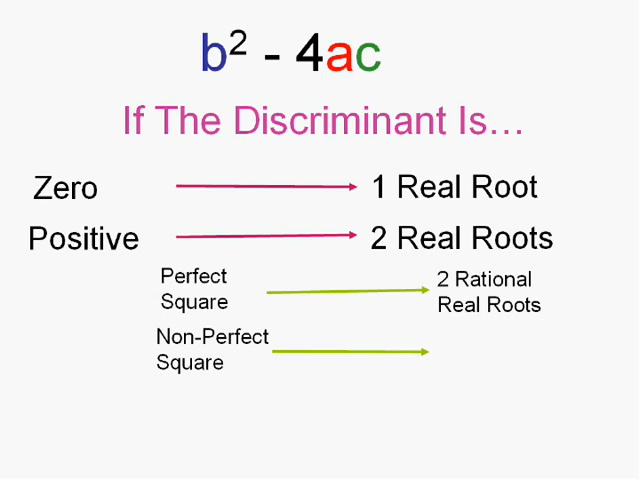 b² - 4ac
If The Discriminant Is...
Zero 1 Real Root
Positive 2 Real Roots
Perfect Square 2 Rational Real Roots
Non-Perfect Square